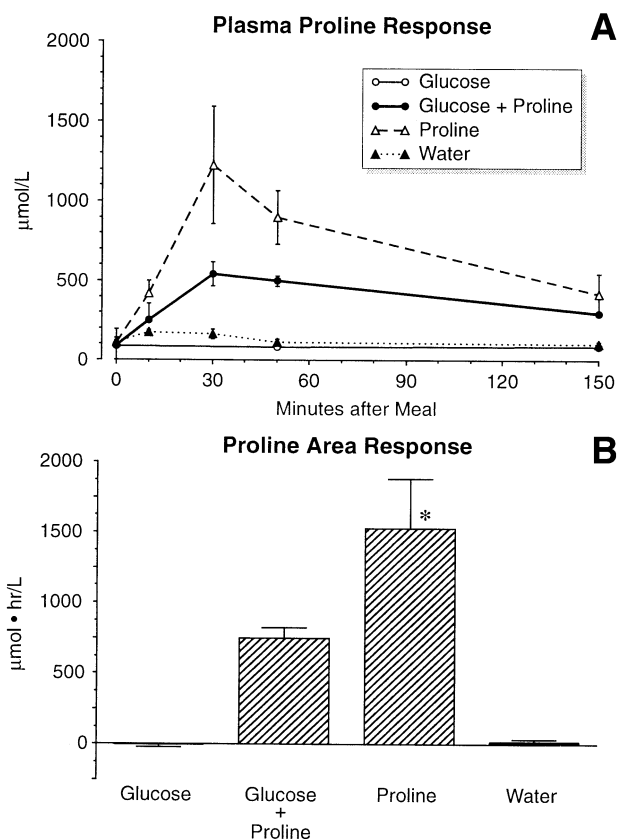 Plasma Proline Response
A
2000
1500
1000
500
0
µmol/L
Glucose
Glucose + Proline
Proline
Water
0
30
60
90
120
150
Minutes after Meal
Proline Area Response
B
2000
1500
1000
500
0
µmol • hr/L
*
Glucose
Glucose
+
Proline
Proline
Water